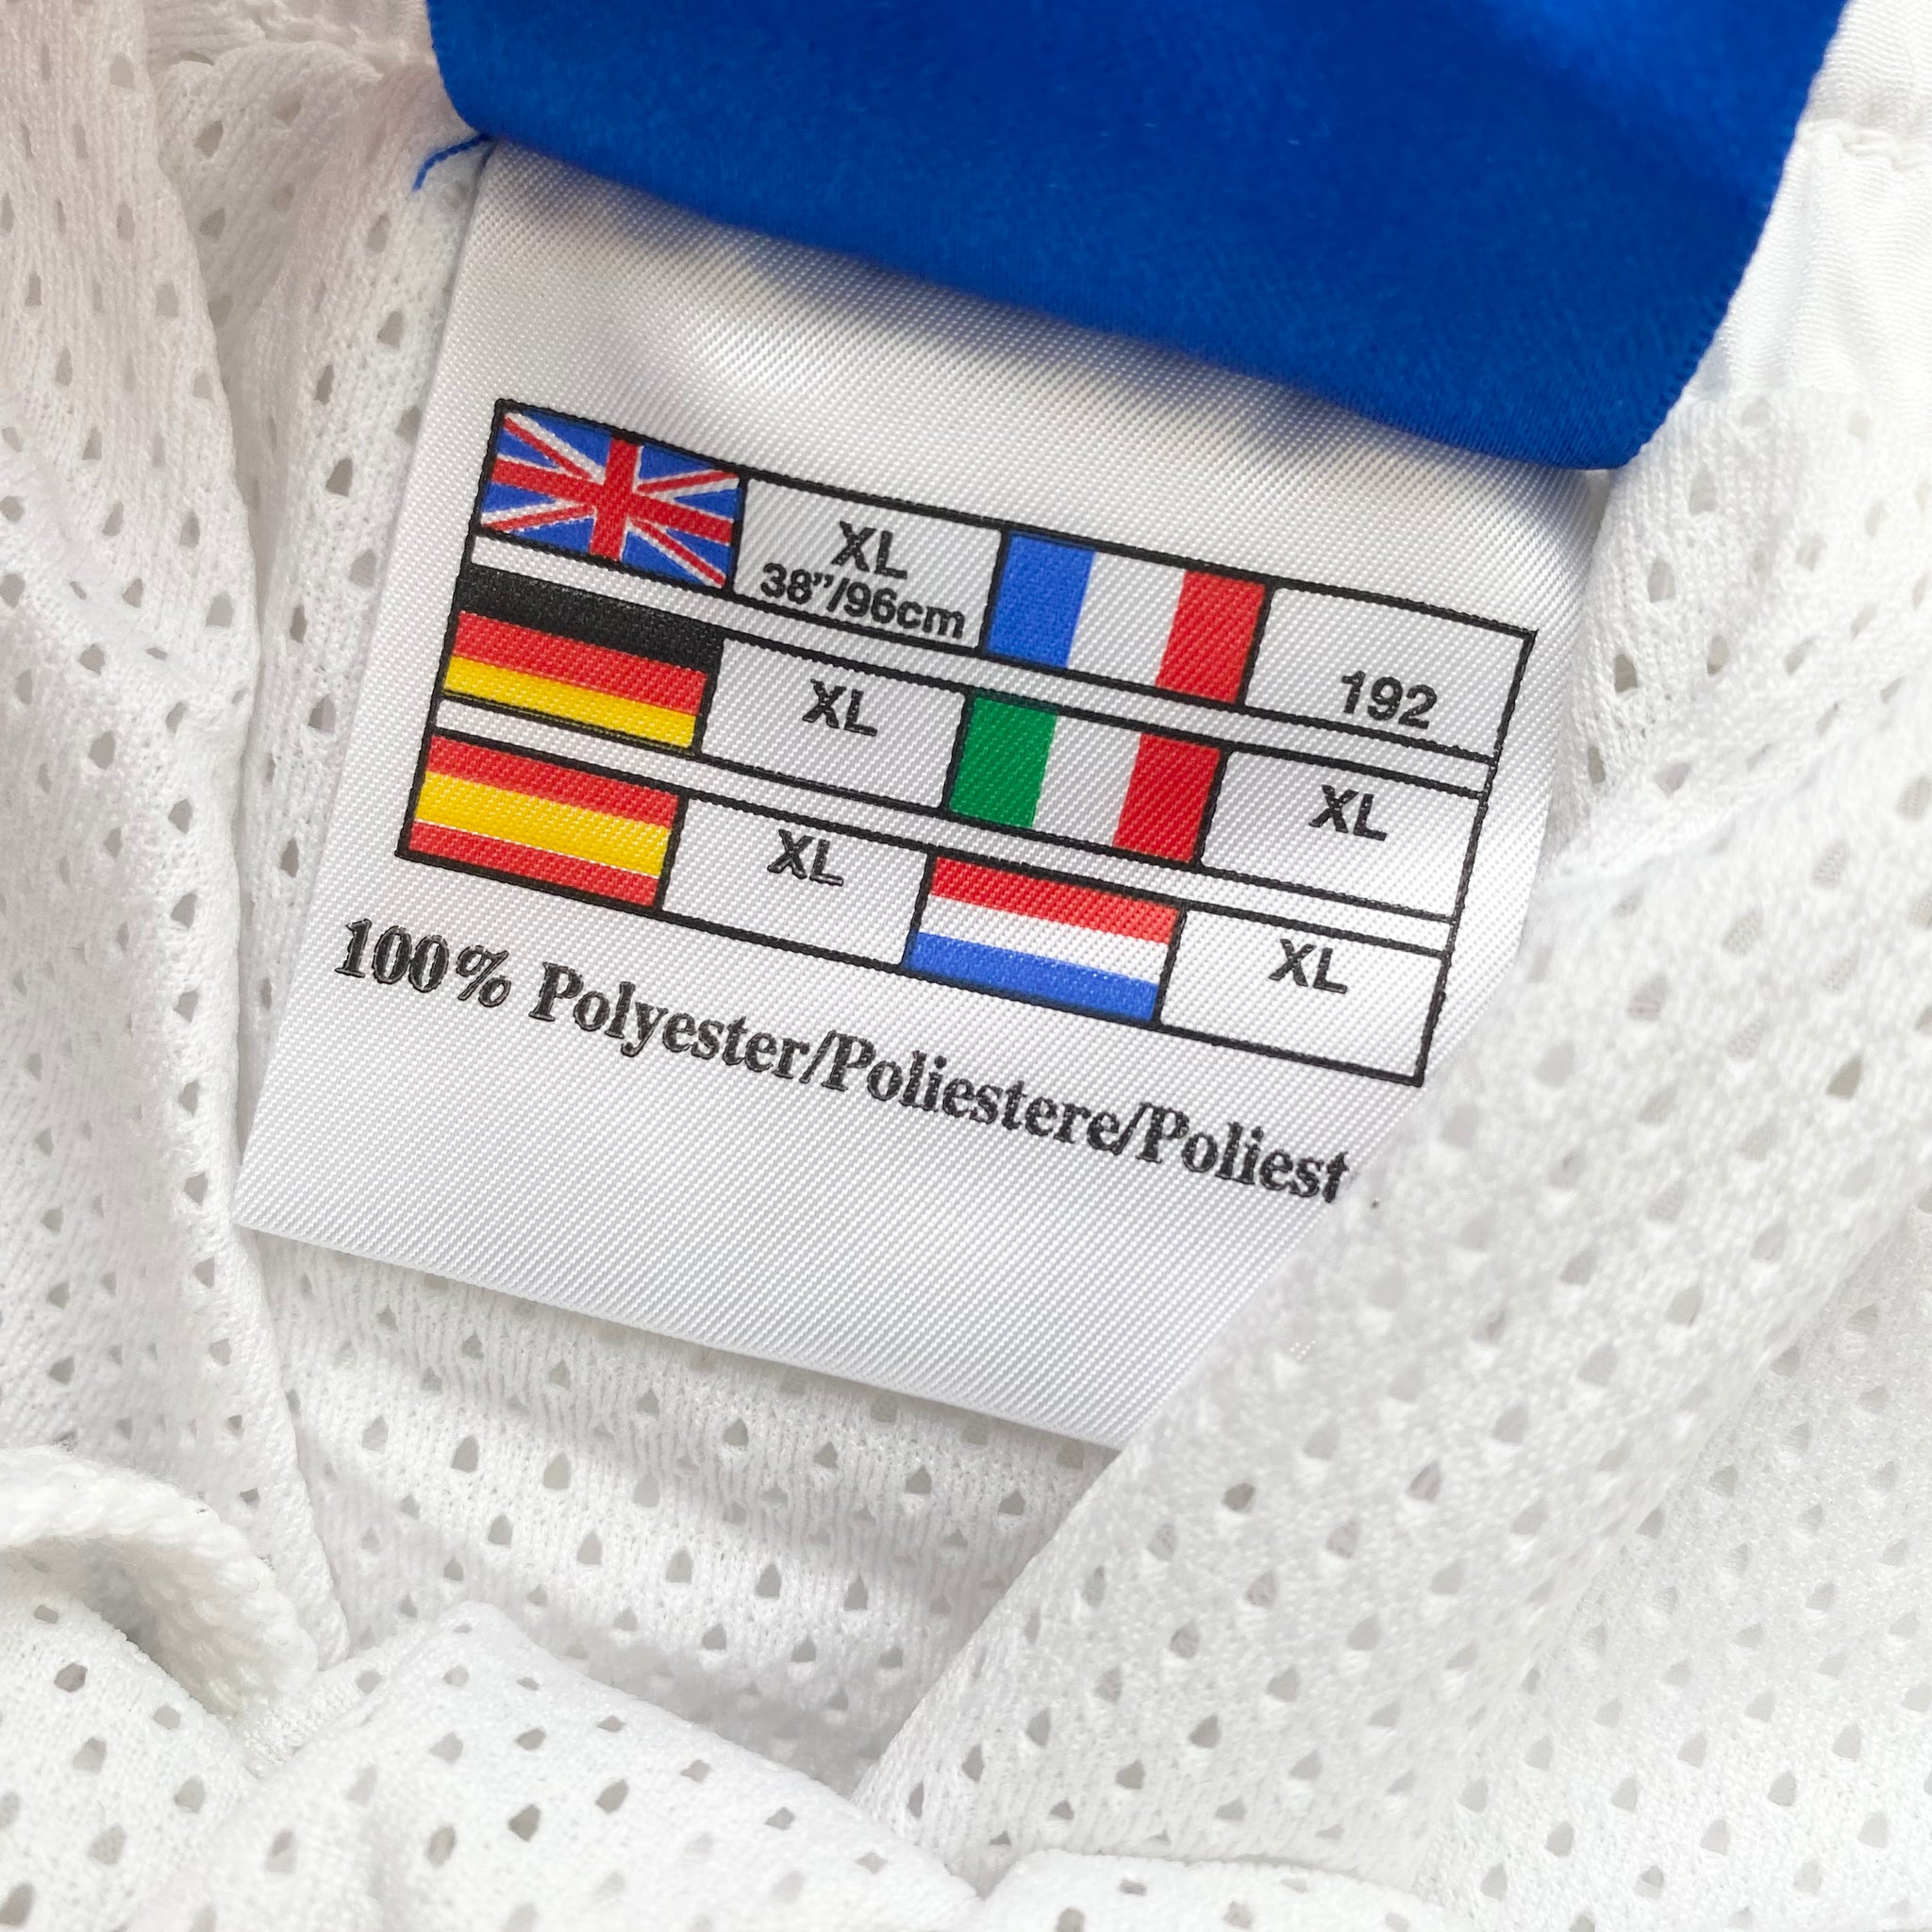 XL
38”/96cm
192
XL
XL
XL
XL
100% Polyester/Poliestere/Poliest